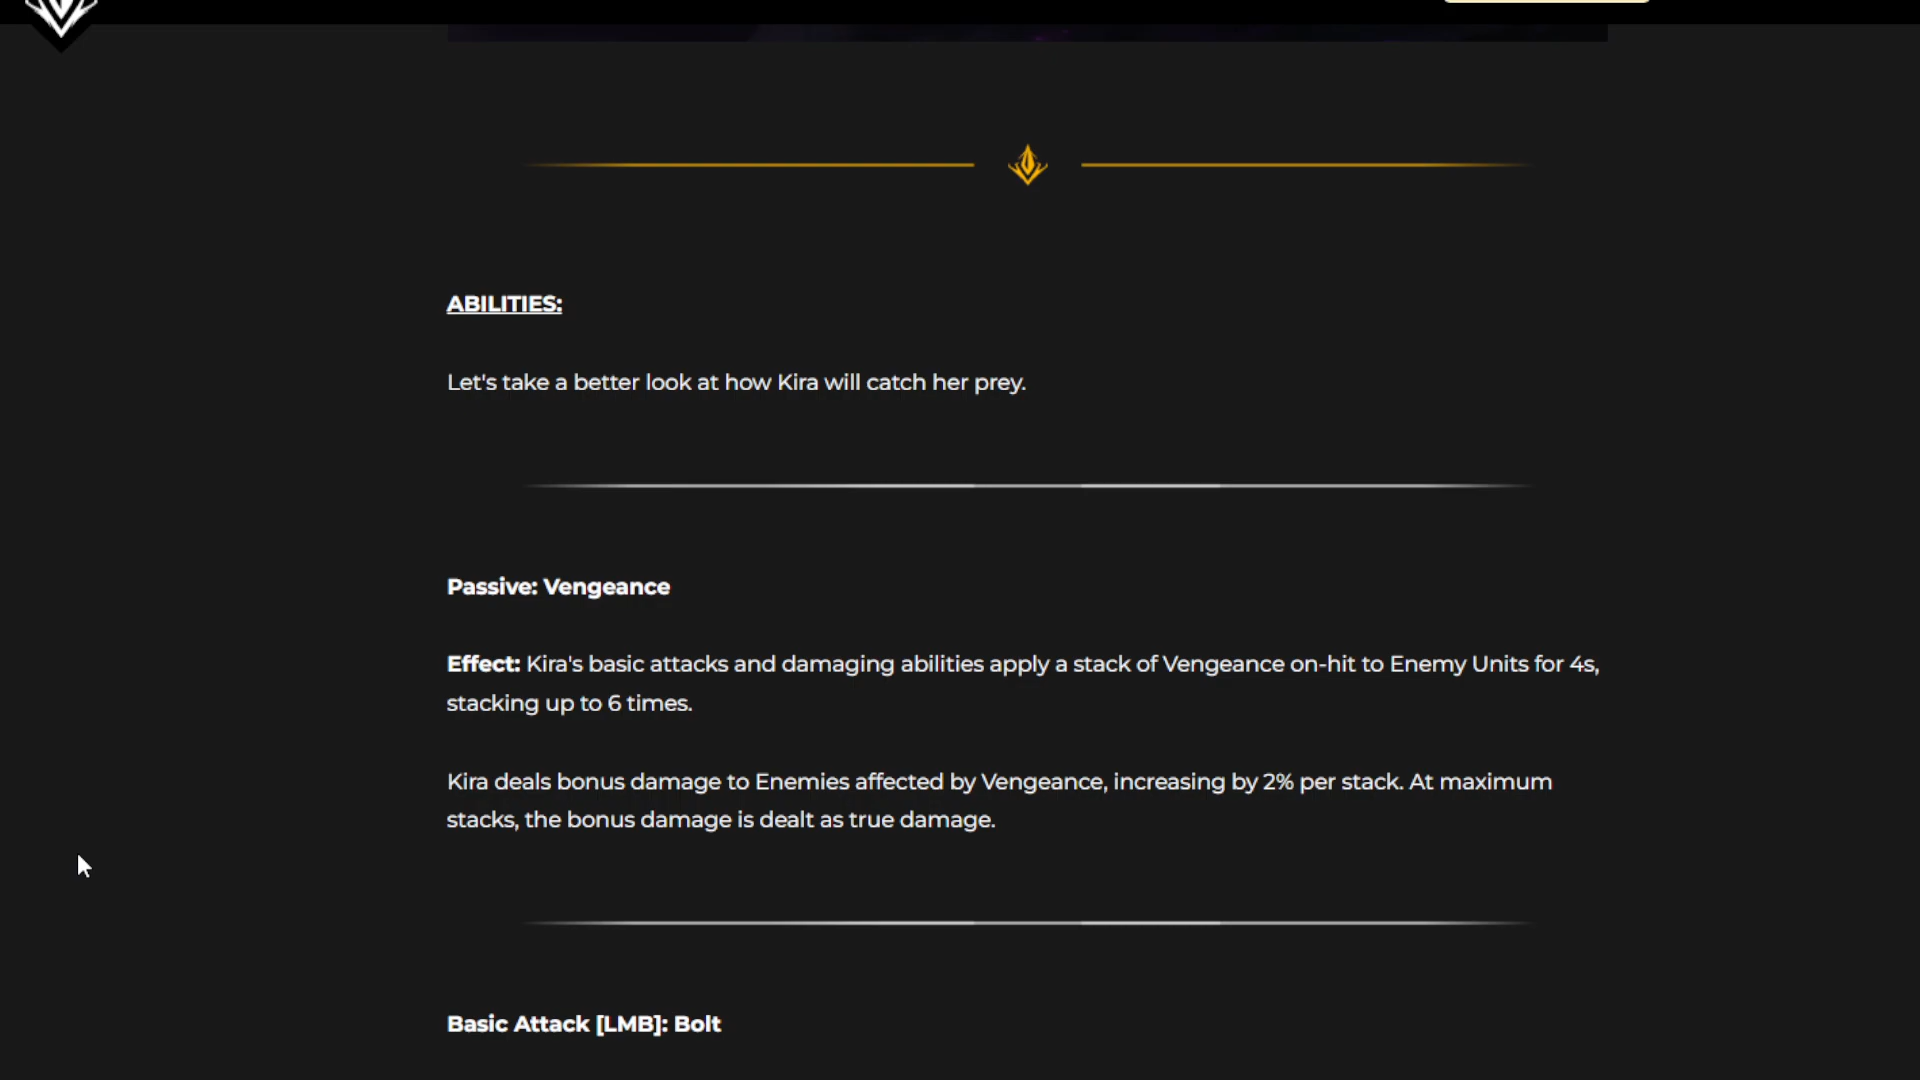 ABILITIES:
Let's take a better look at how Kira will catch her prey.
Passive: Vengeance
Effect: Kira's basic attacks and damaging abilities apply a stack of Vengeance on-hit to Enemy Units for 4s,
stacking up to 6 times.
Kira deals bonus damage to Enemies affected by Vengeance, increasing by 2% per stack. At maximum
stacks, the bonus damage is dealt as true damage.
Basic Attack [LMB]: Bolt